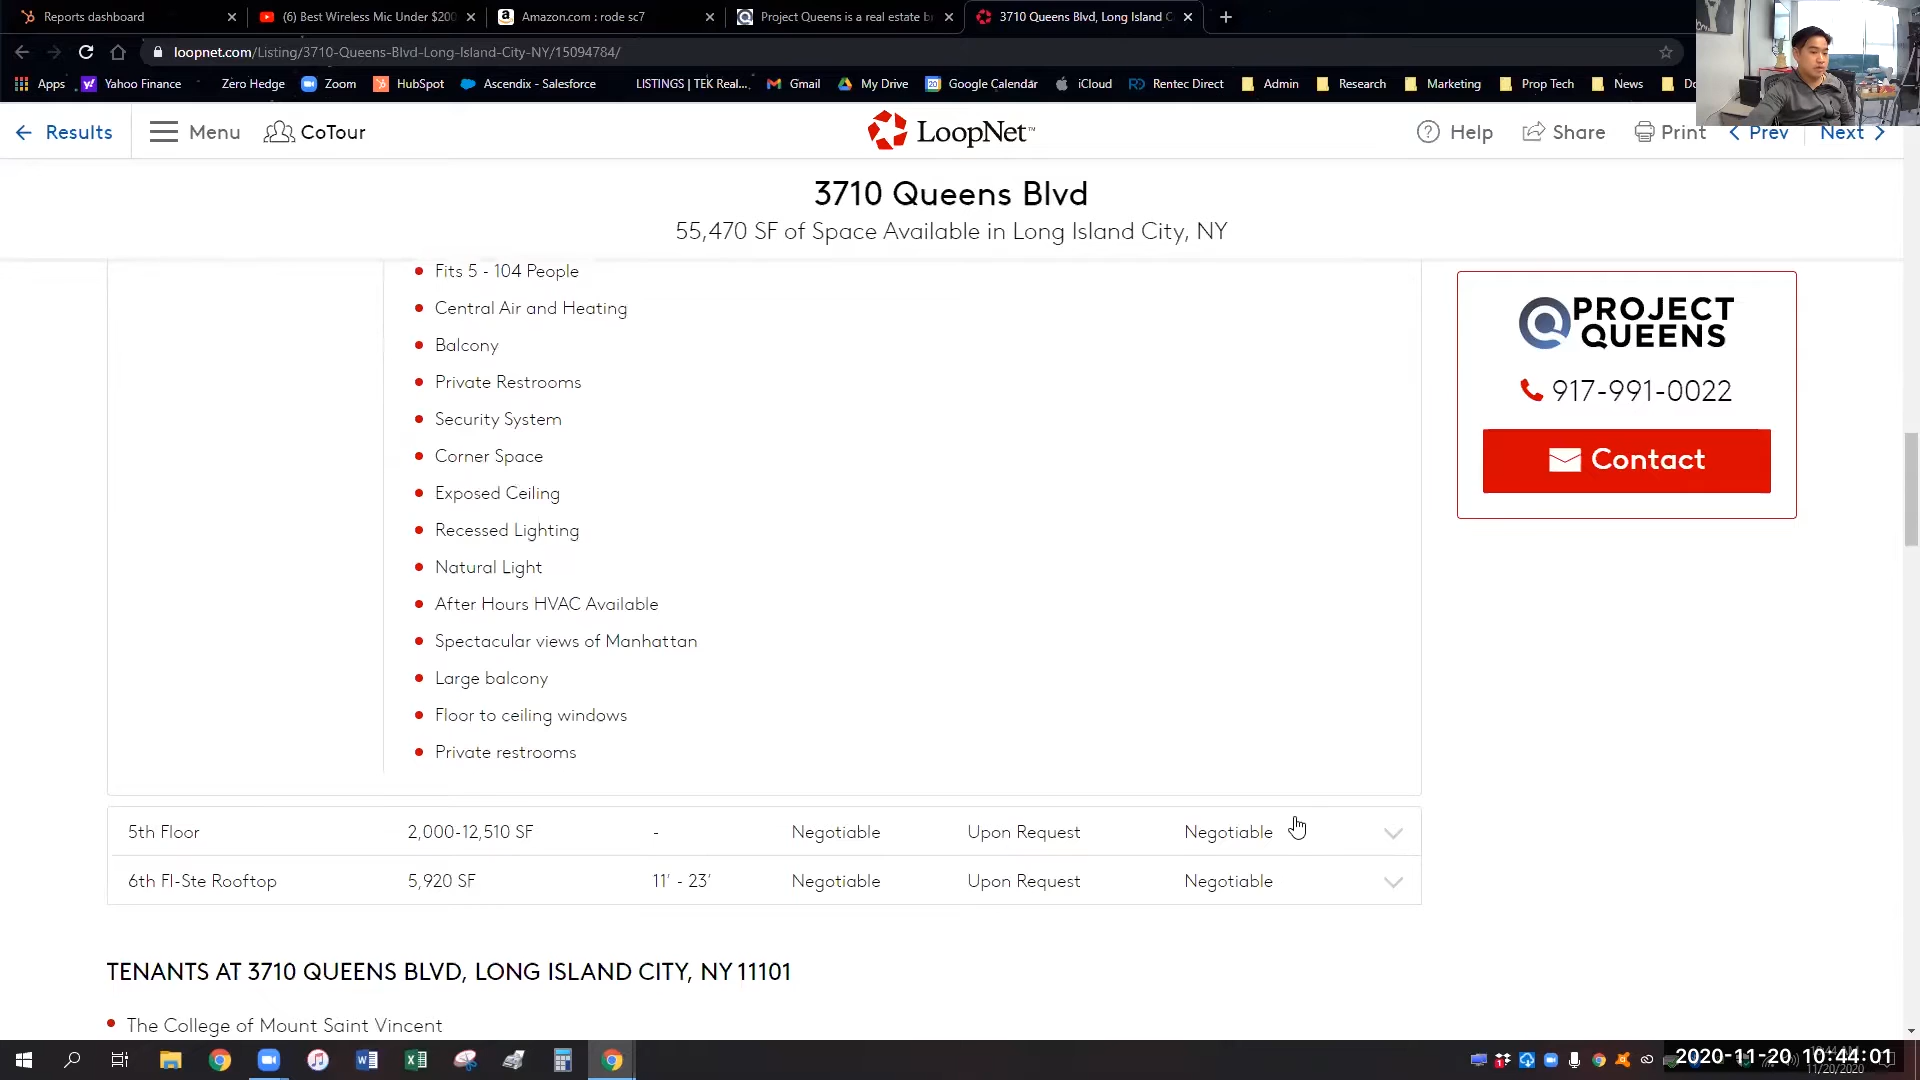 Reports dashboard
(6) Best Wireless Mic Under $200
Amazon.com : rode sc7
Project Queens is a real estate b
3710 Queens Blvd, Long Island C
loopnet.com/Listing/3710-Queens-Blvd-Long-Island-City-NY/15094784/
Apps
Yahoo Finance
Zero Hedge
Zoom
HubSpot
Ascendix - Salesforce
LISTINGS | TEK Real...
Gmail
My Drive
Google Calendar
iCloud
Rentec Direct
Admin
Research
Marketing
Prop Tech
News
Results
Menu
CoTour
LoopNet™
Help
Share
Print
Prev
Next
3710 Queens Blvd
55,470 SF of Space Available in Long Island City, NY
Fits 5 - 104 People
Central Air and Heating
Balcony
Private Restrooms
Security System
Corner Space
Exposed Ceiling
Recessed Lighting
Natural Light
After Hours HVAC Available
Spectacular views of Manhattan
Large balcony
Floor to ceiling windows
Private restrooms
PROJECT
QUEENS
917-991-0022
Contact
5th Floor 2,000-12,510 SF - Negotiable Upon Request Negotiable
6th Fl-Ste Rooftop 5,920 SF 11' - 23' Negotiable Upon Request Negotiable
TENANTS AT 3710 QUEENS BLVD, LONG ISLAND CITY, NY 11101
The College of Mount Saint Vincent
2020-11-20 10:44:01
11/20/2020